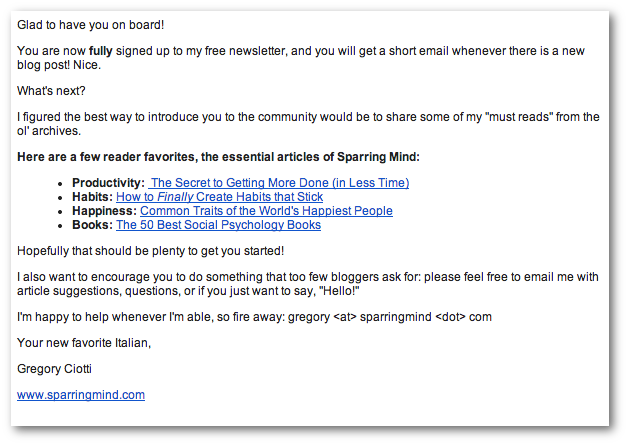 Glad to have you on board!
You are now fully signed up to my free newsletter, and you will get a short email whenever there is a new
blog post! Nice.
What's next?
I figured the best way to introduce you to the community would be to share some of my "must reads" from the
ol' archives.
Here are a few reader favorites, the essential articles of Sparring Mind:
• Productivity: The Secret to Getting More Done (in Less Time)
• Habits: How to Finally Create Habits that Stick
• Happiness: Common Traits of the World's Happiest People
• Books: The 50 Best Social Psychology Books
Hopefully that should be plenty to get you started!
I also want to encourage you to do something that too few bloggers ask for: please feel free to email me with
article suggestions, questions, or if you just want to say, "Hello!"
I'm happy to help whenever I'm able, so fire away: gregory <at> sparringmind <dot> com
Your new favorite Italian,
Gregory Ciotti
www.sparringmind.com